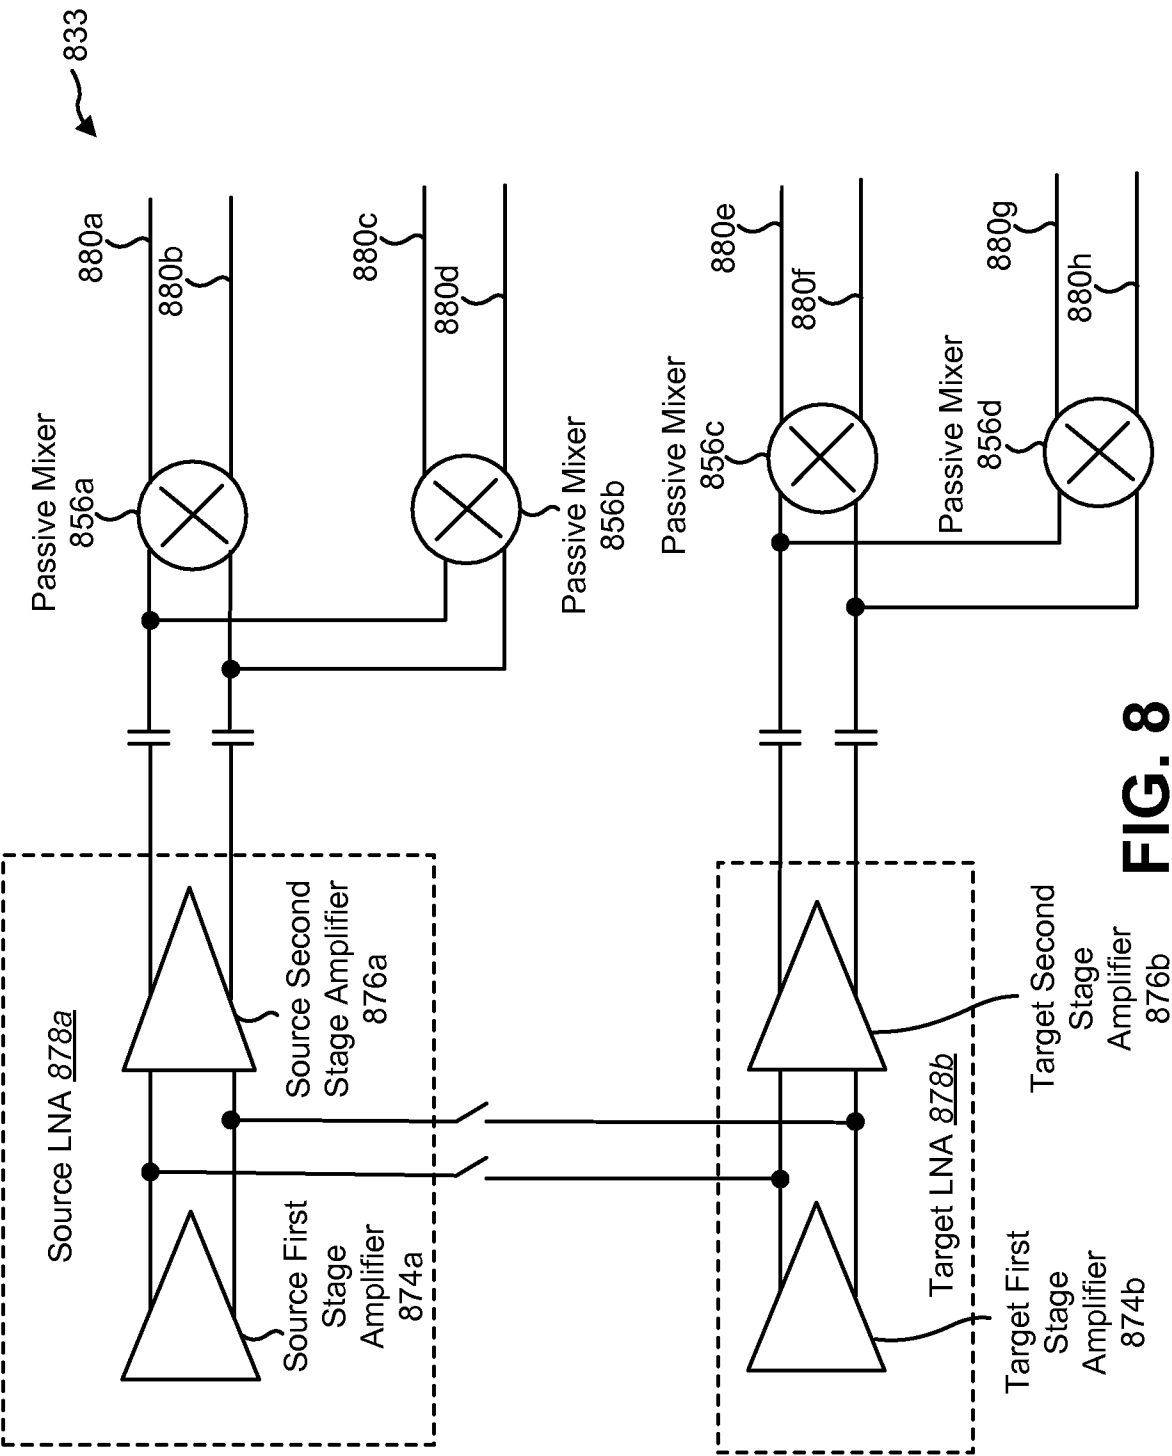 833
Source LNA 878a
Source First
Stage
Amplifier
874a
Source Second
Stage Amplifier
876a
Passive Mixer
856a
880a
880b
Passive Mixer
856b
880c
880d
Target LNA 878b
Target First
Stage
Amplifier
874b
Target Second
Stage
Amplifier
876b
Passive Mixer
856c
880e
880f
Passive Mixer
856d
880g
880h
FIG. 8